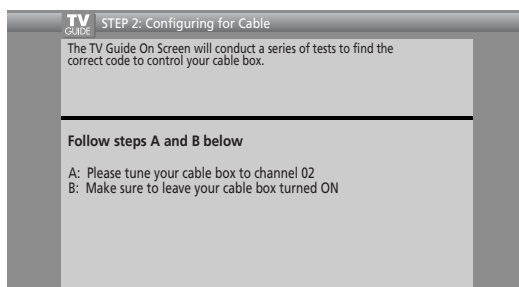 TV
GUIDE
STEP 2: Configuring for Cable
The TV Guide On Screen will conduct a series of tests to find the
correct code to control your cable box.
Follow steps A and B below
A: Please tune your cable box to channel 02
B: Make sure to leave your cable box turned ON